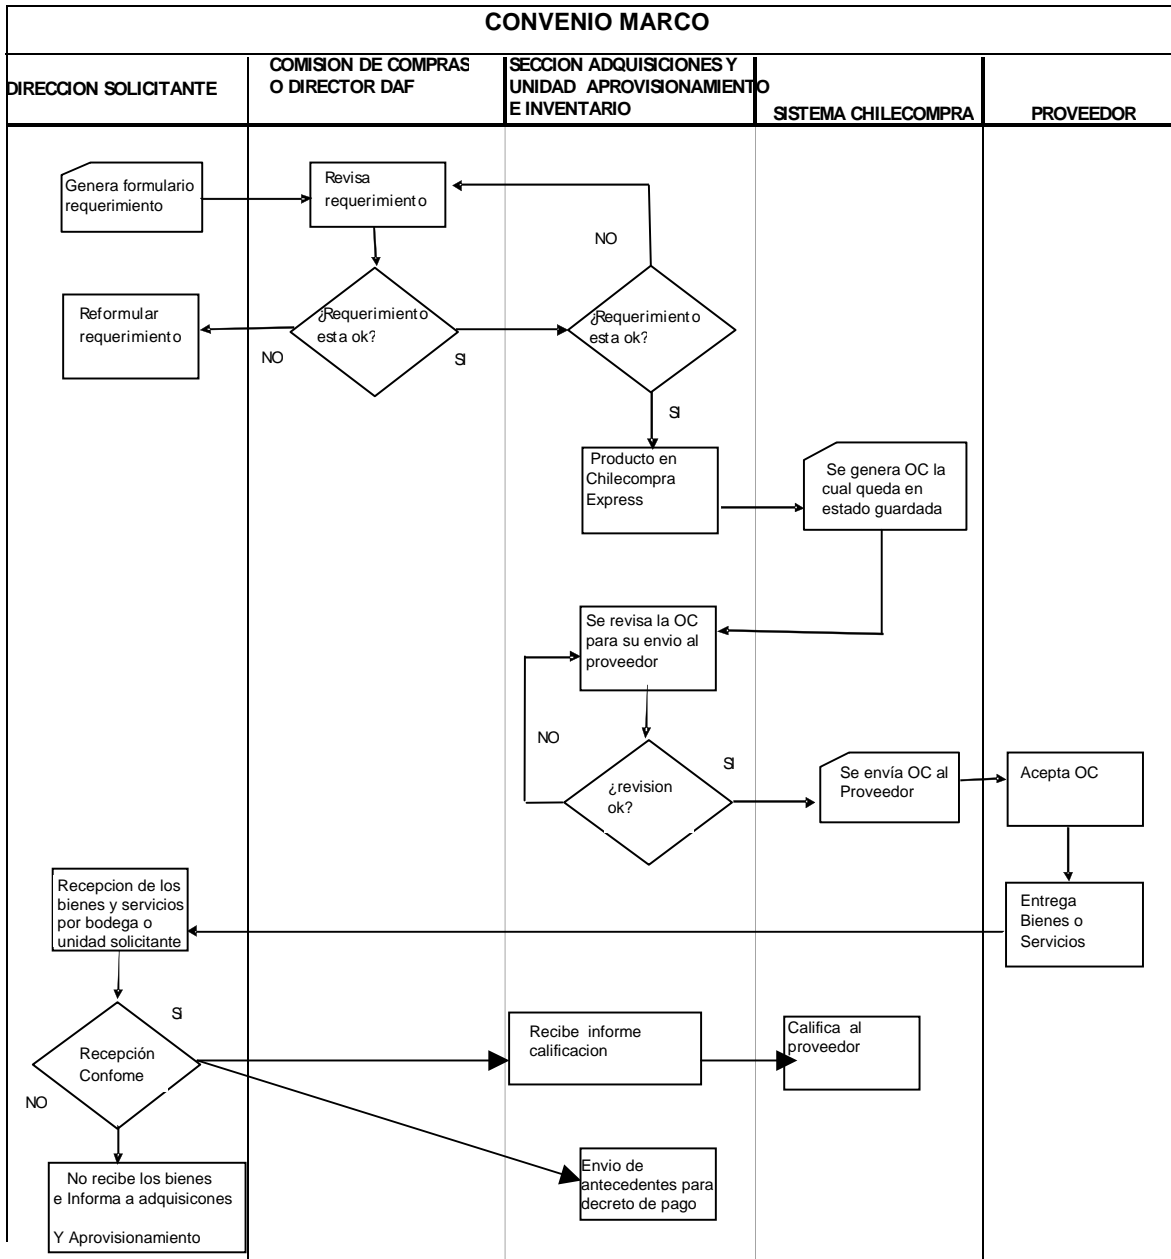 CONVENIO MARCO
DIRECCION SOLICITANTE
COMISION DE COMPRAS
O DIRECTOR DAF
SECCION ADQUISICIONES Y
UNIDAD APROVISIONAMIENTO
E INVENTARIO
SISTEMA CHILECOMPRA
PROVEEDOR
Genera formulario
requerimiento
Revisa
requerimiento
NO
Reformular
requerimiento
¿Requerimiento
esta ok?
NO
SI
¿Requerimiento
esta ok?
SI
Producto en
Chilecompra
Express
Se genera OC la
cual queda en
estado guardada
Se revisa la OC
para su envio al
proveedor
NO
SI
¿revision
ok?
Se envía OC al
Proveedor
Acepta OC
Recepcion de los
bienes y servicios
por bodega o
unidad solicitante
Entrega
Bienes o
Servicios
SI
Recepción
Confome
NO
Recibe informe
calificacion
Califica al
proveedor
No recibe los bienes
e Informa a adquisicones
Y Aprovisionamiento
Envio de
antecedentes para
decreto de pago